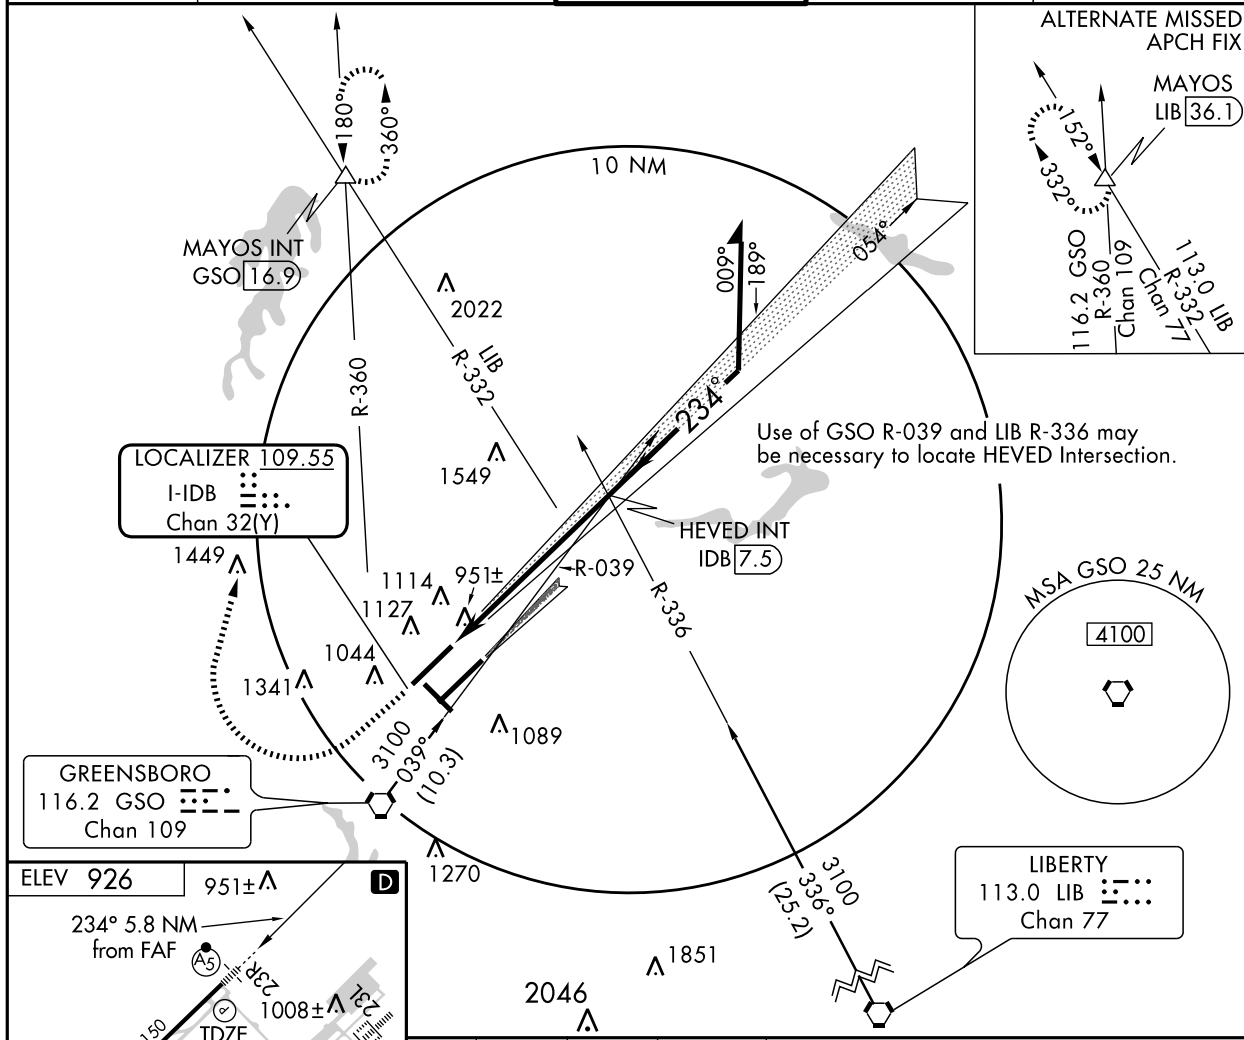 ALTERNATE MISSED
APCH FIX
MAYOS
LIB 36.1
152°
332°
116.2 GSO
R-360
Chan 109
113.0 LIB
R-332
Chan 77
180°
360°
10 NM
MAYOS INT
GSO 16.9
2022
009°
189°
054°
LIB
R-332
R-360
234°
Use of GSO R-039 and LIB R-336 may
be necessary to locate HEVED Intersection.
LOCALIZER 109.55
I-IDB
Chan 32(Y)
1549
HEVED INT
IDB 7.5
1449
1114
951±
R-039
1127
R-336
MSA GSO 25 NM
4100
1044
1341
1089
3100
039°
(10.3)
GREENSBORO
116.2 GSO
Chan 109
1270
3100
336°
(25.2)
LIBERTY
113.0 LIB
Chan 77
1851
2046
ELEV 926
D
951±
234° 5.8 NM
from FAF
A5
23R
1008±
23L
P
TDZE
150